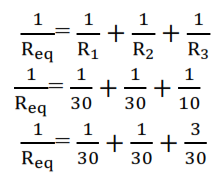 1/R_eq = 1/R_1 + 1/R_2 + 1/R_3
1/R_eq = 1/30 + 1/30 + 1/10
1/R_eq = 1/30 + 1/30 + 3/30